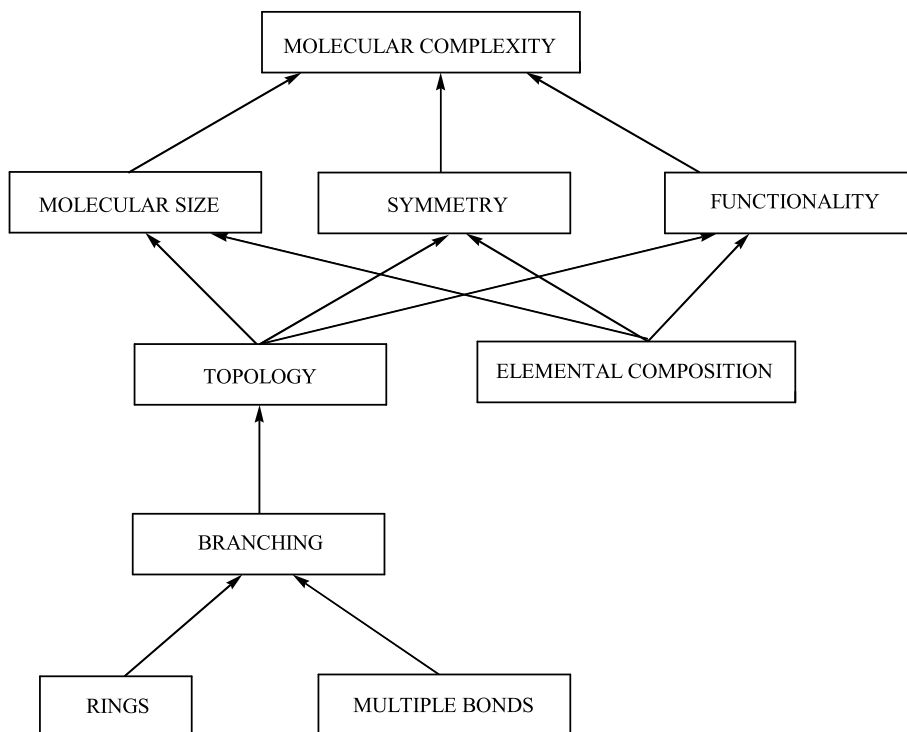 MOLECULAR COMPLEXITY
MOLECULAR SIZE
SYMMETRY
FUNCTIONALITY
TOPOLOGY
ELEMENTAL COMPOSITION
BRANCHING
RINGS
MULTIPLE BONDS